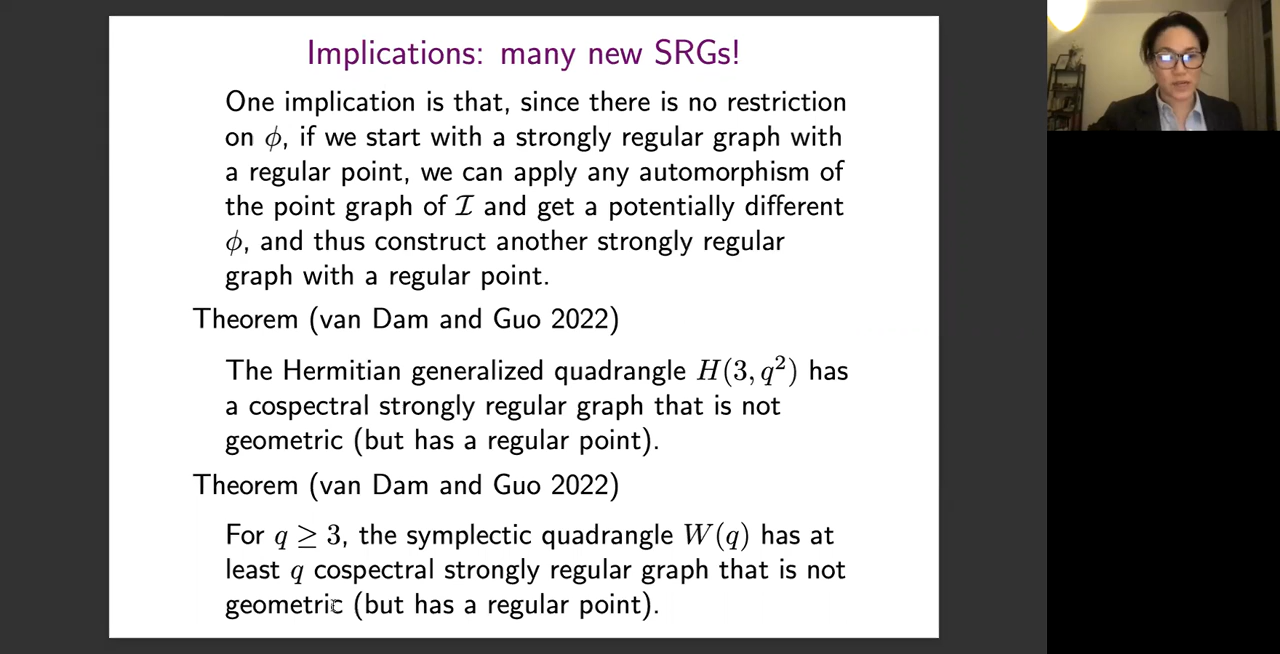 Implications: many new SRGs!
One implication is that, since there is no restriction
on ϕ, if we start with a strongly regular graph with
a regular point, we can apply any automorphism of
the point graph of ℐ and get a potentially different
ϕ, and thus construct another strongly regular
graph with a regular point.
Theorem (van Dam and Guo 2022)
The Hermitian generalized quadrangle H(3, q²) has
a cospectral strongly regular graph that is not
geometric (but has a regular point).
Theorem (van Dam and Guo 2022)
For q ≥ 3, the symplectic quadrangle W(q) has at
least q cospectral strongly regular graph that is not
geometric (but has a regular point).